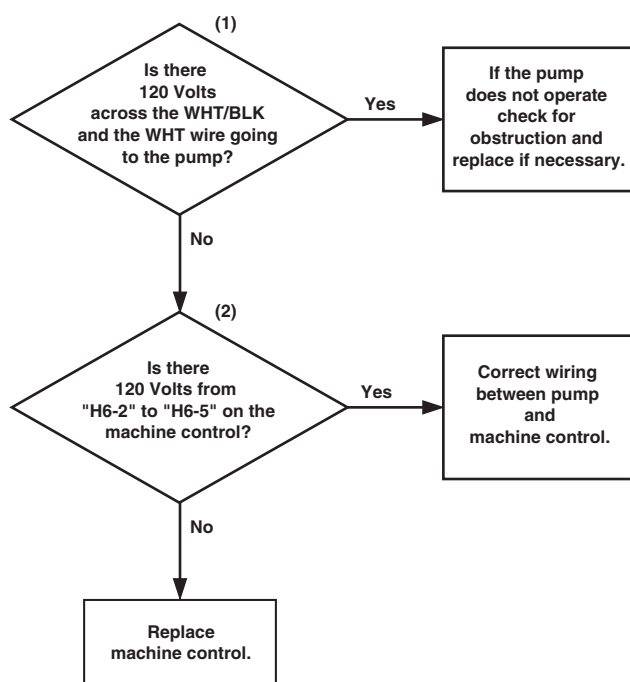 (1)
Is there
120 Volts
across the WHT/BLK
and the WHT wire going
to the pump?
Yes
If the pump
does not operate
check for
obstruction and
replace if necessary.
No
(2)
Is there
120 Volts from
"H6-2" to "H6-5" on the
machine control?
Yes
Correct wiring
between pump
and
machine control.
No
Replace
machine control.